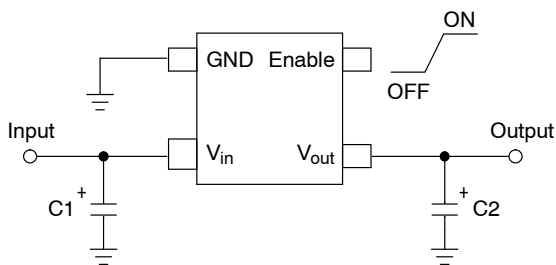 ON
GND Enable
OFF
Input Output
Vin Vout
+ +
C1 C2